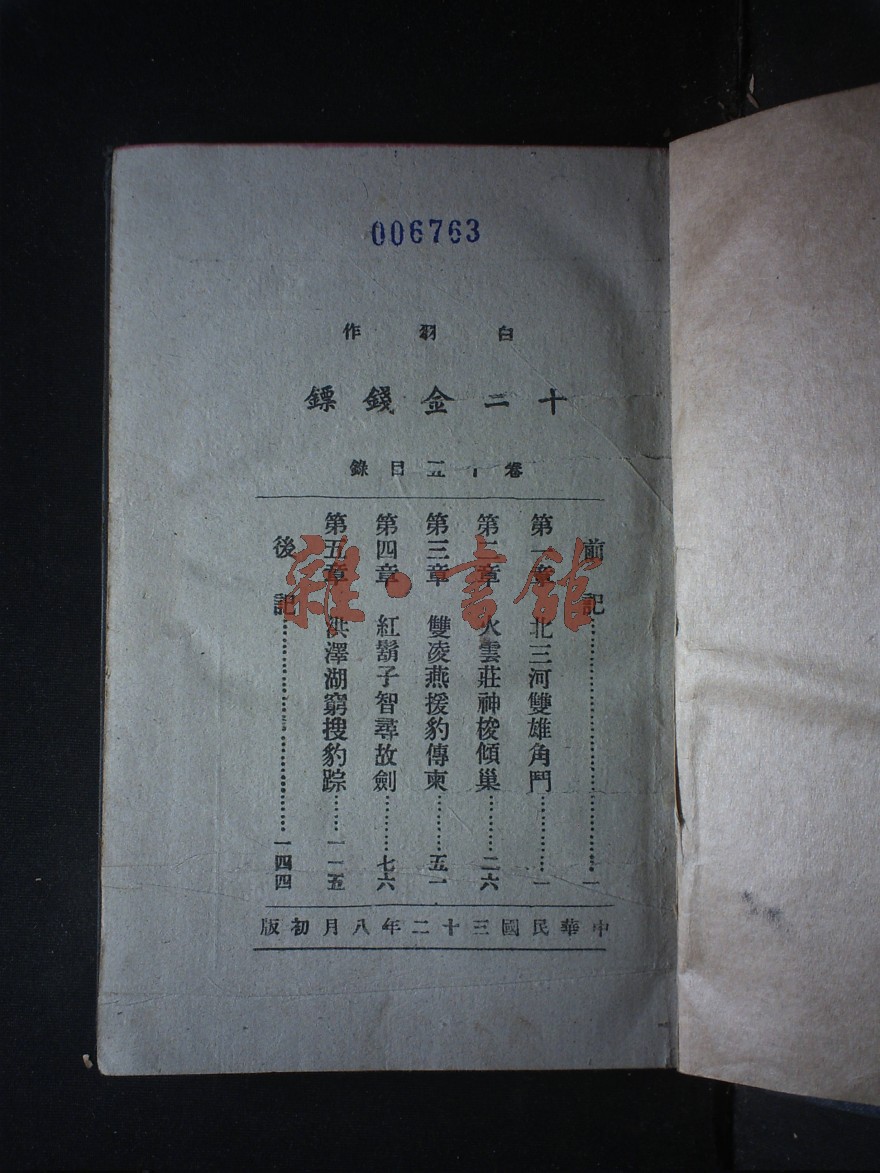 006763
白羽作
十二金錢鏢
卷十五目錄
前記⋯⋯⋯⋯一
第一章 北三河雙雄角鬥⋯⋯⋯⋯一
第二章 火雲莊神梭傾巢⋯⋯⋯⋯二六
第三章 雙凌燕援豹傳柬⋯⋯⋯⋯五一
第四章 紅鬍子智尋故劍⋯⋯⋯⋯七六
第五章 洪澤湖窮搜豹踪⋯⋯⋯⋯一一五
後記⋯⋯⋯⋯一四四
中華民國三十二年八月初版
雜·書館